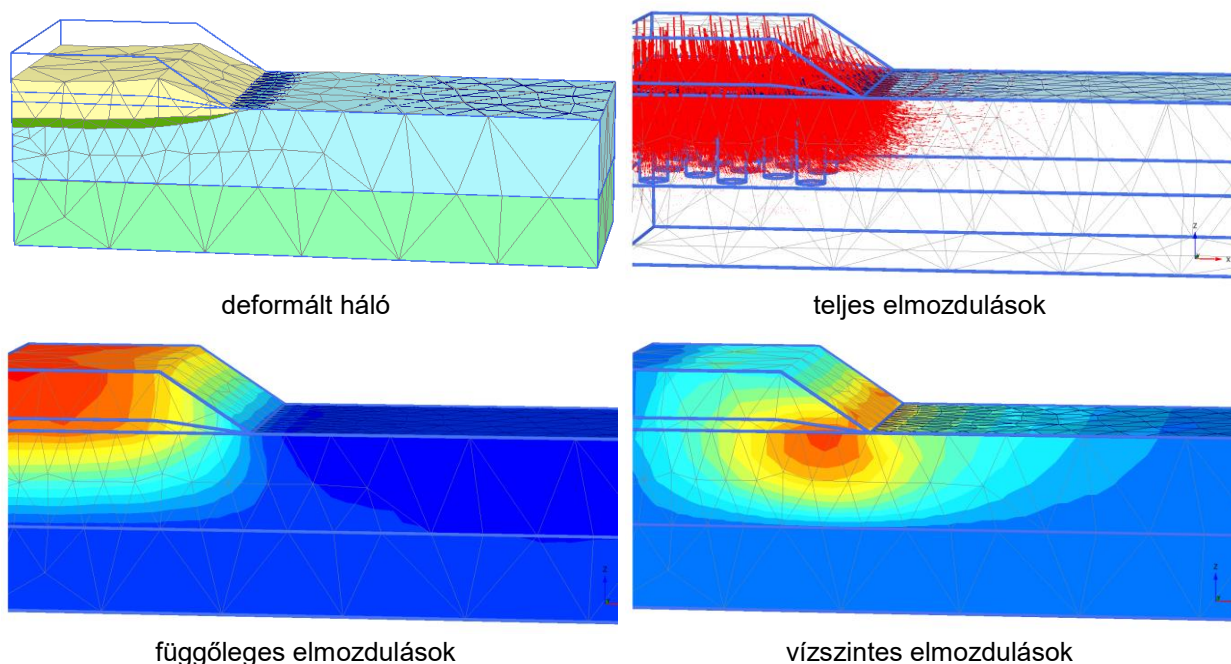 z
x
deformált háló
teljes elmozdulások
z
z
függőleges elmozdulások
vízszintes elmozdulások